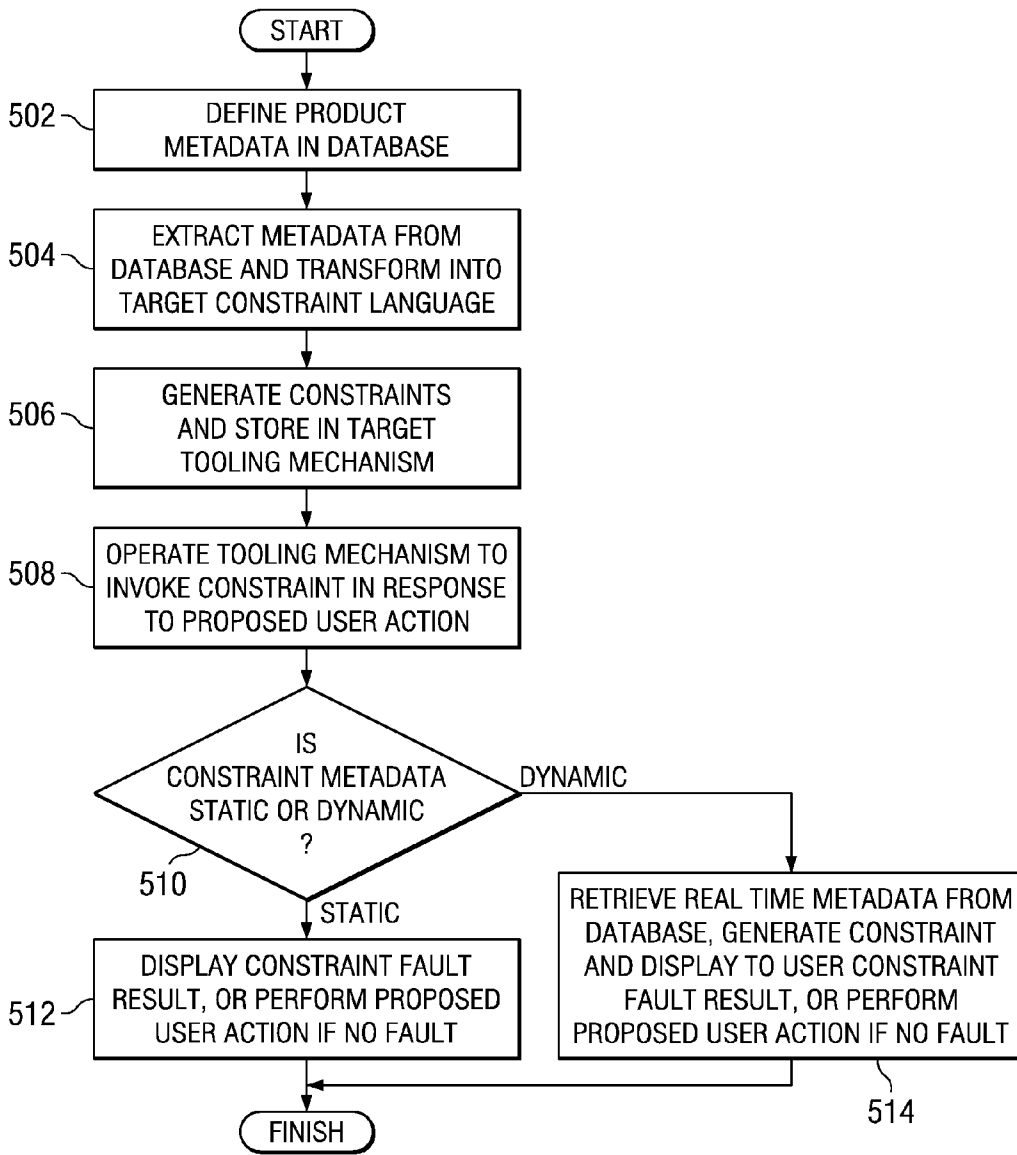 START
502
DEFINE PRODUCT
METADATA IN DATABASE
504
EXTRACT METADATA FROM
DATABASE AND TRANSFORM INTO
TARGET CONSTRAINT LANGUAGE
506
GENERATE CONSTRAINTS
AND STORE IN TARGET
TOOLING MECHANISM
508
OPERATE TOOLING MECHANISM TO
INVOKE CONSTRAINT IN RESPONSE
TO PROPOSED USER ACTION
IS
CONSTRAINT METADATA
STATIC OR DYNAMIC
?
510
DYNAMIC
STATIC
512
DISPLAY CONSTRAINT FAULT
RESULT, OR PERFORM PROPOSED
USER ACTION IF NO FAULT
RETRIEVE REAL TIME METADATA FROM
DATABASE, GENERATE CONSTRAINT
AND DISPLAY TO USER CONSTRAINT
FAULT RESULT, OR PERFORM
PROPOSED USER ACTION IF NO FAULT
514
FINISH